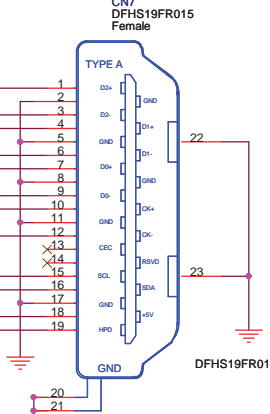 CN7
DFHS19FR015
Female
TYPE A
1 D2+
2 GND
3 D2-
4 D1+
5 GND
6 D1-
7 D0+
8 GND
9 D0-
10 CK+
11 GND
12 CK-
13 CEC
14 RSVD
15 SCL
16 SDA
17 GND
18 +5V
19 HPD
22
23
GND
DFHS19FR01
20
21